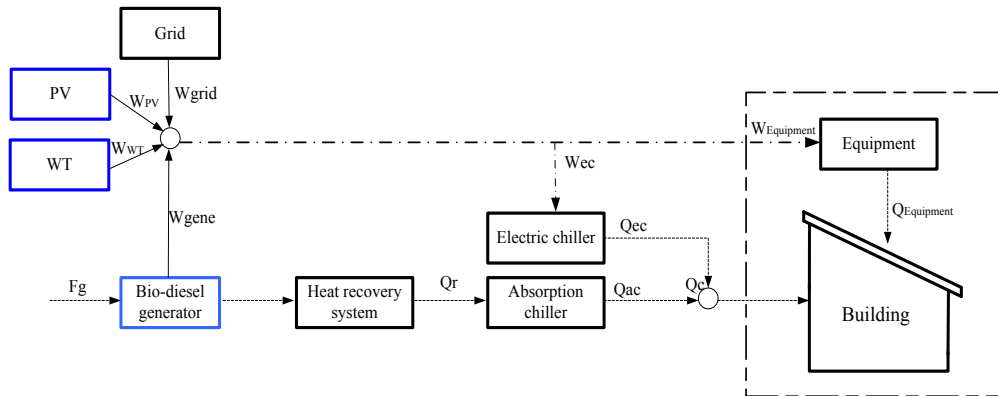 Grid
PV
WPV
Wgrid
WT
WWT
WEquipment
Equipment
Wec
Wgene
QEquipment
Electric chiller
Qec
Fg
Bio-diesel
generator
Heat recovery
system
Qr
Absorption
chiller
Qac
Qc
Building